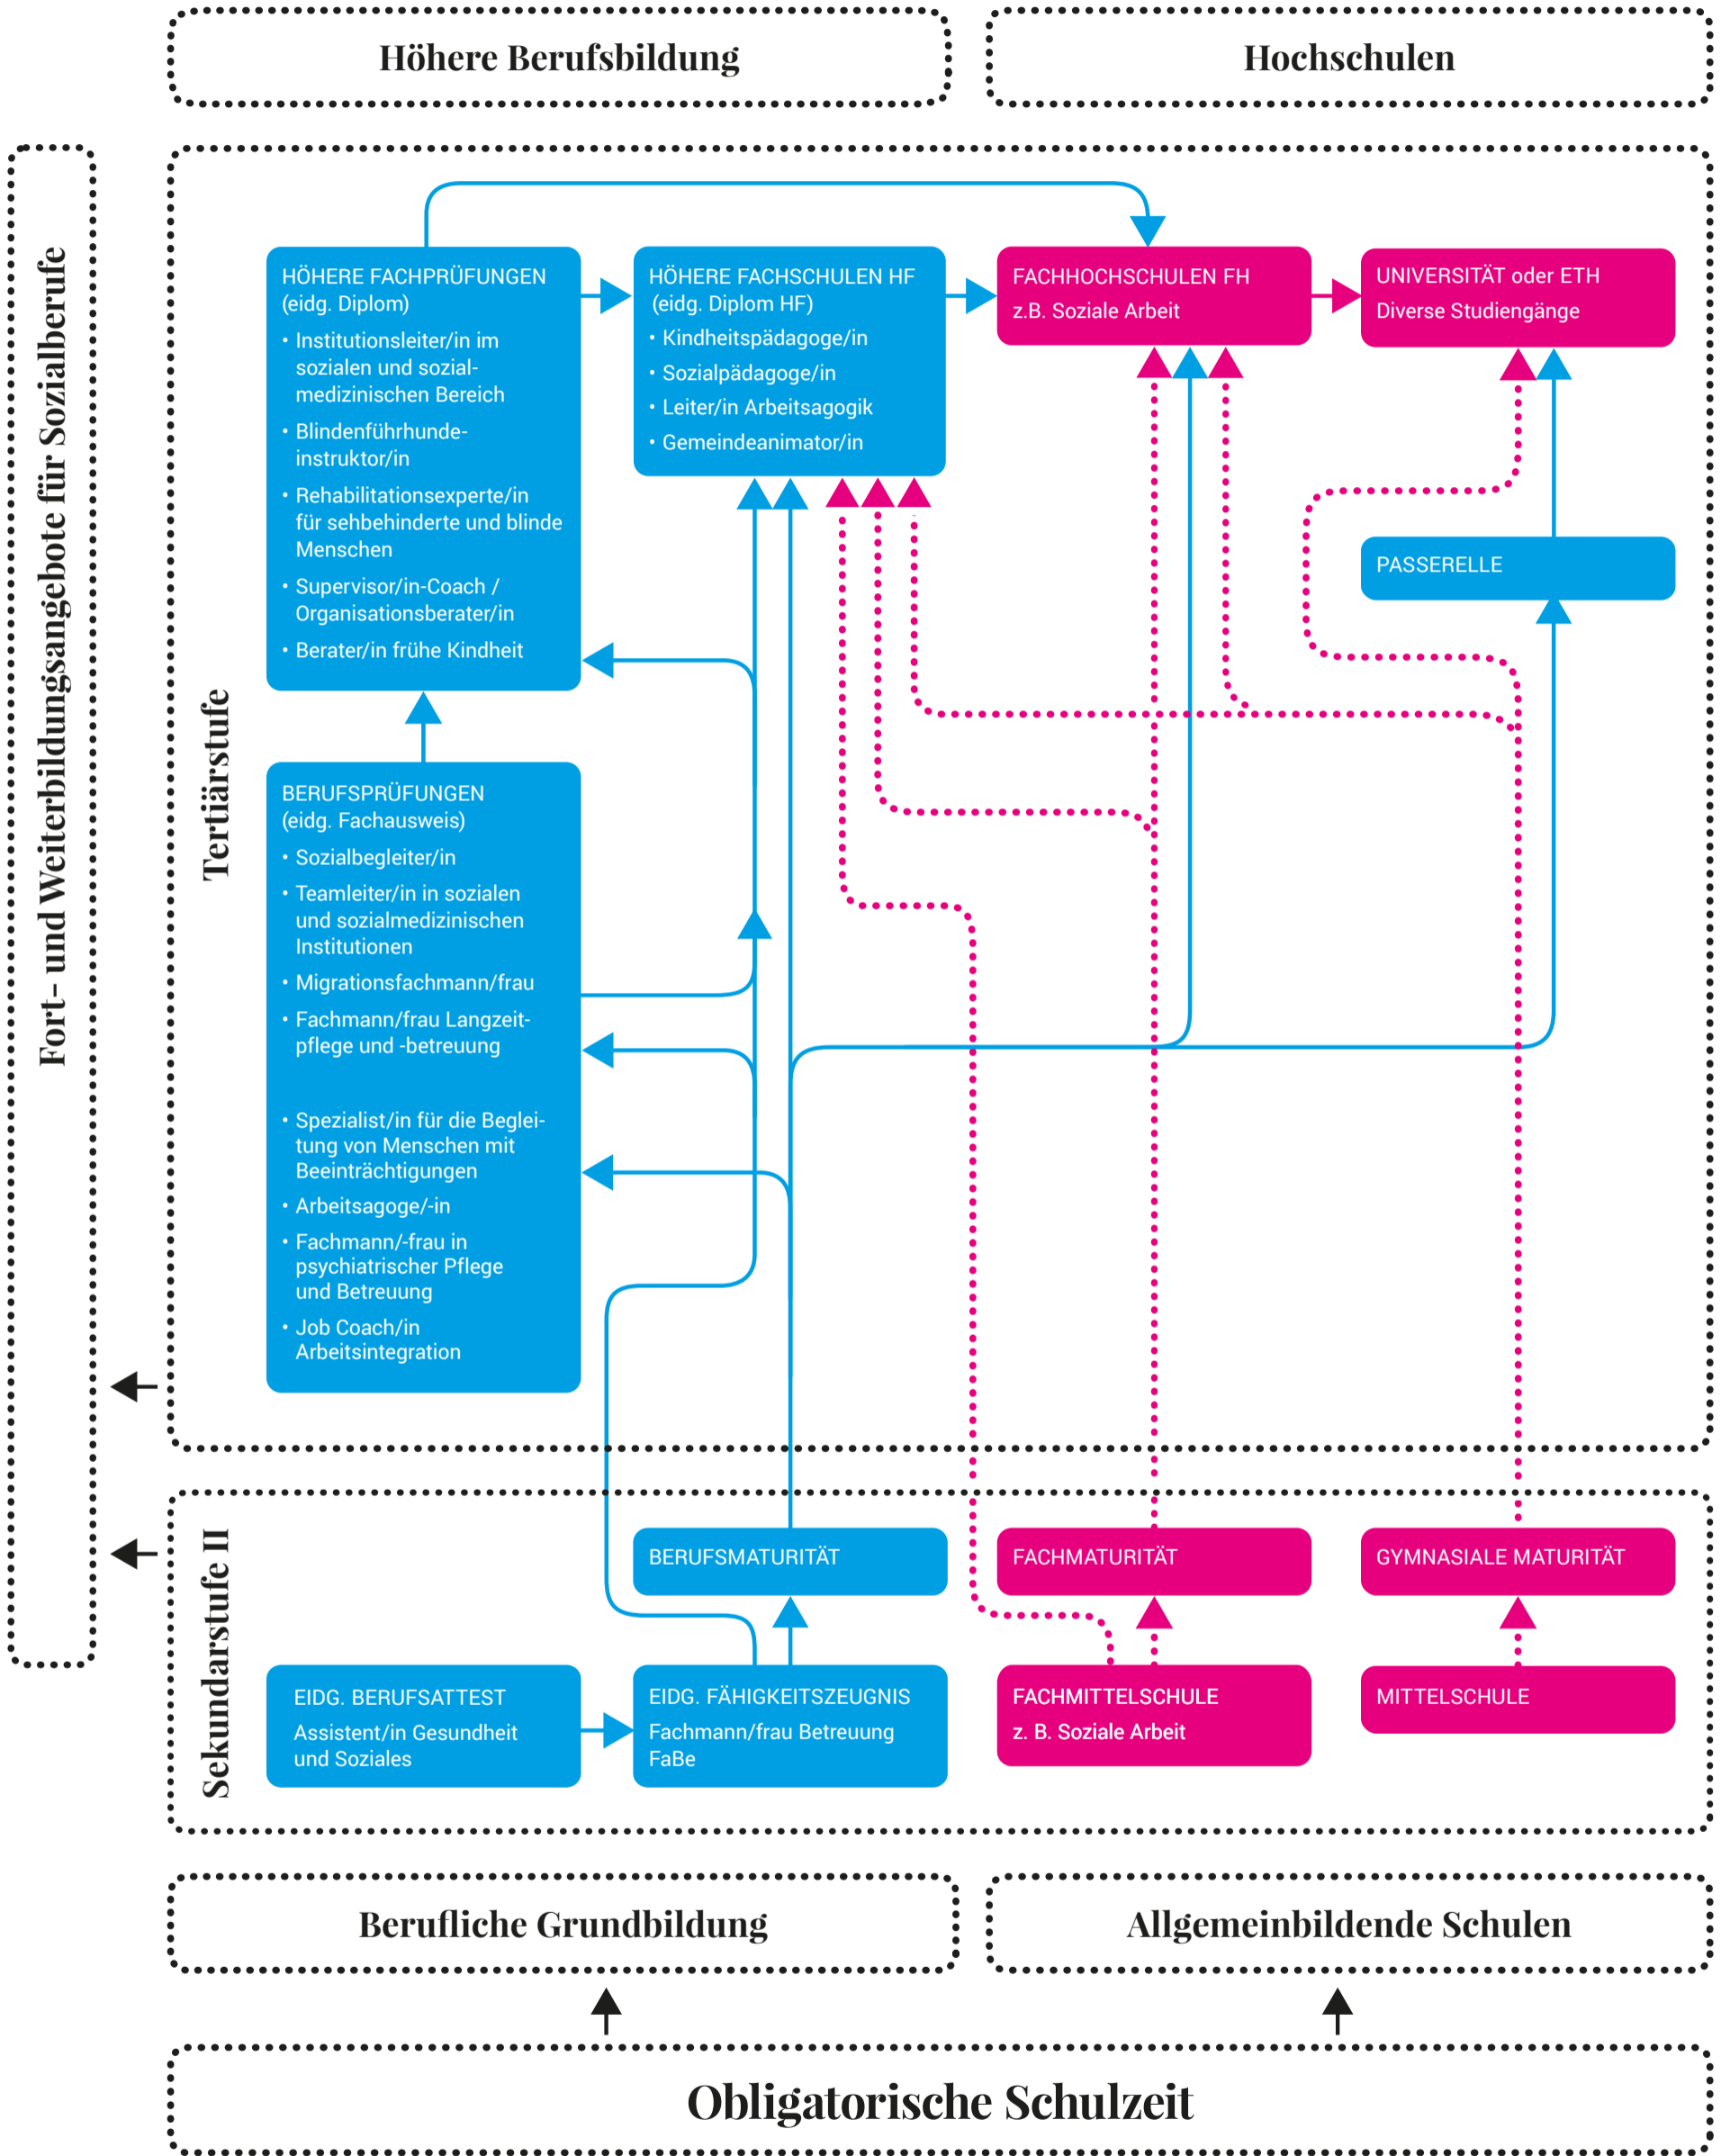 Höhere Berufsbildung
Hochschulen
Fort- und Weiterbildungsangebote für Sozialberufe
Tertiärstufe
HÖHERE FACHPRÜFUNGEN
(eidg. Diplom)
• Institutionsleiter/in im
sozialen und sozial-
medizinischen Bereich
• Blindenführhunde-
instruktor/in
• Rehabilitationsexperte/in
für sehbehinderte und blinde
Menschen
• Supervisor/in-Coach /
Organisationsberater/in
• Berater/in frühe Kindheit
HÖHERE FACHSCHULEN HF
(eidg. Diplom HF)
• Kindheitspädagoge/in
• Sozialpädagoge/in
• Leiter/in Arbeitsagogik
• Gemeindeanimator/in
FACHHOCHSCHULEN FH
z.B. Soziale Arbeit
UNIVERSITÄT oder ETH
Diverse Studiengänge
PASSERELLE
BERUFSPRÜFUNGEN
(eidg. Fachausweis)
• Sozialbegleiter/in
• Teamleiter/in in sozialen
und sozialmedizinischen
Institutionen
• Migrationsfachmann/frau
• Fachmann/frau Langzeit-
pflege und -betreuung
• Spezialist/in für die Beglei-
tung von Menschen mit
Beeinträchtigungen
• Arbeitsagoge/-in
• Fachmann/-frau in
psychiatrischer Pflege
und Betreuung
• Job Coach/in
Arbeitsintegration
Sekundarstufe II
BERUFSMATURITÄT
FACHMATURITÄT
GYMNASIALE MATURITÄT
EIDG. BERUFSATTEST
Assistent/in Gesundheit
und Soziales
EIDG. FÄHIGKEITSZEUGNIS
Fachmann/frau Betreuung
FaBe
FACHMITTELSCHULE
z. B. Soziale Arbeit
MITTELSCHULE
Berufliche Grundbildung
Allgemeinbildende Schulen
Obligatorische Schulzeit